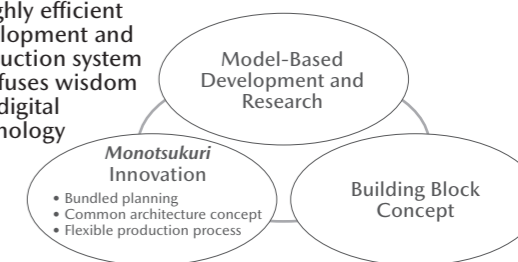 ghly efficient
lopment and
uction system
fuses wisdom
digital
nology
Model-Based
Development and
Research
Monotsukuri
Innovation
• Bundled planning
• Common architecture concept
• Flexible production process
Building Block
Concept